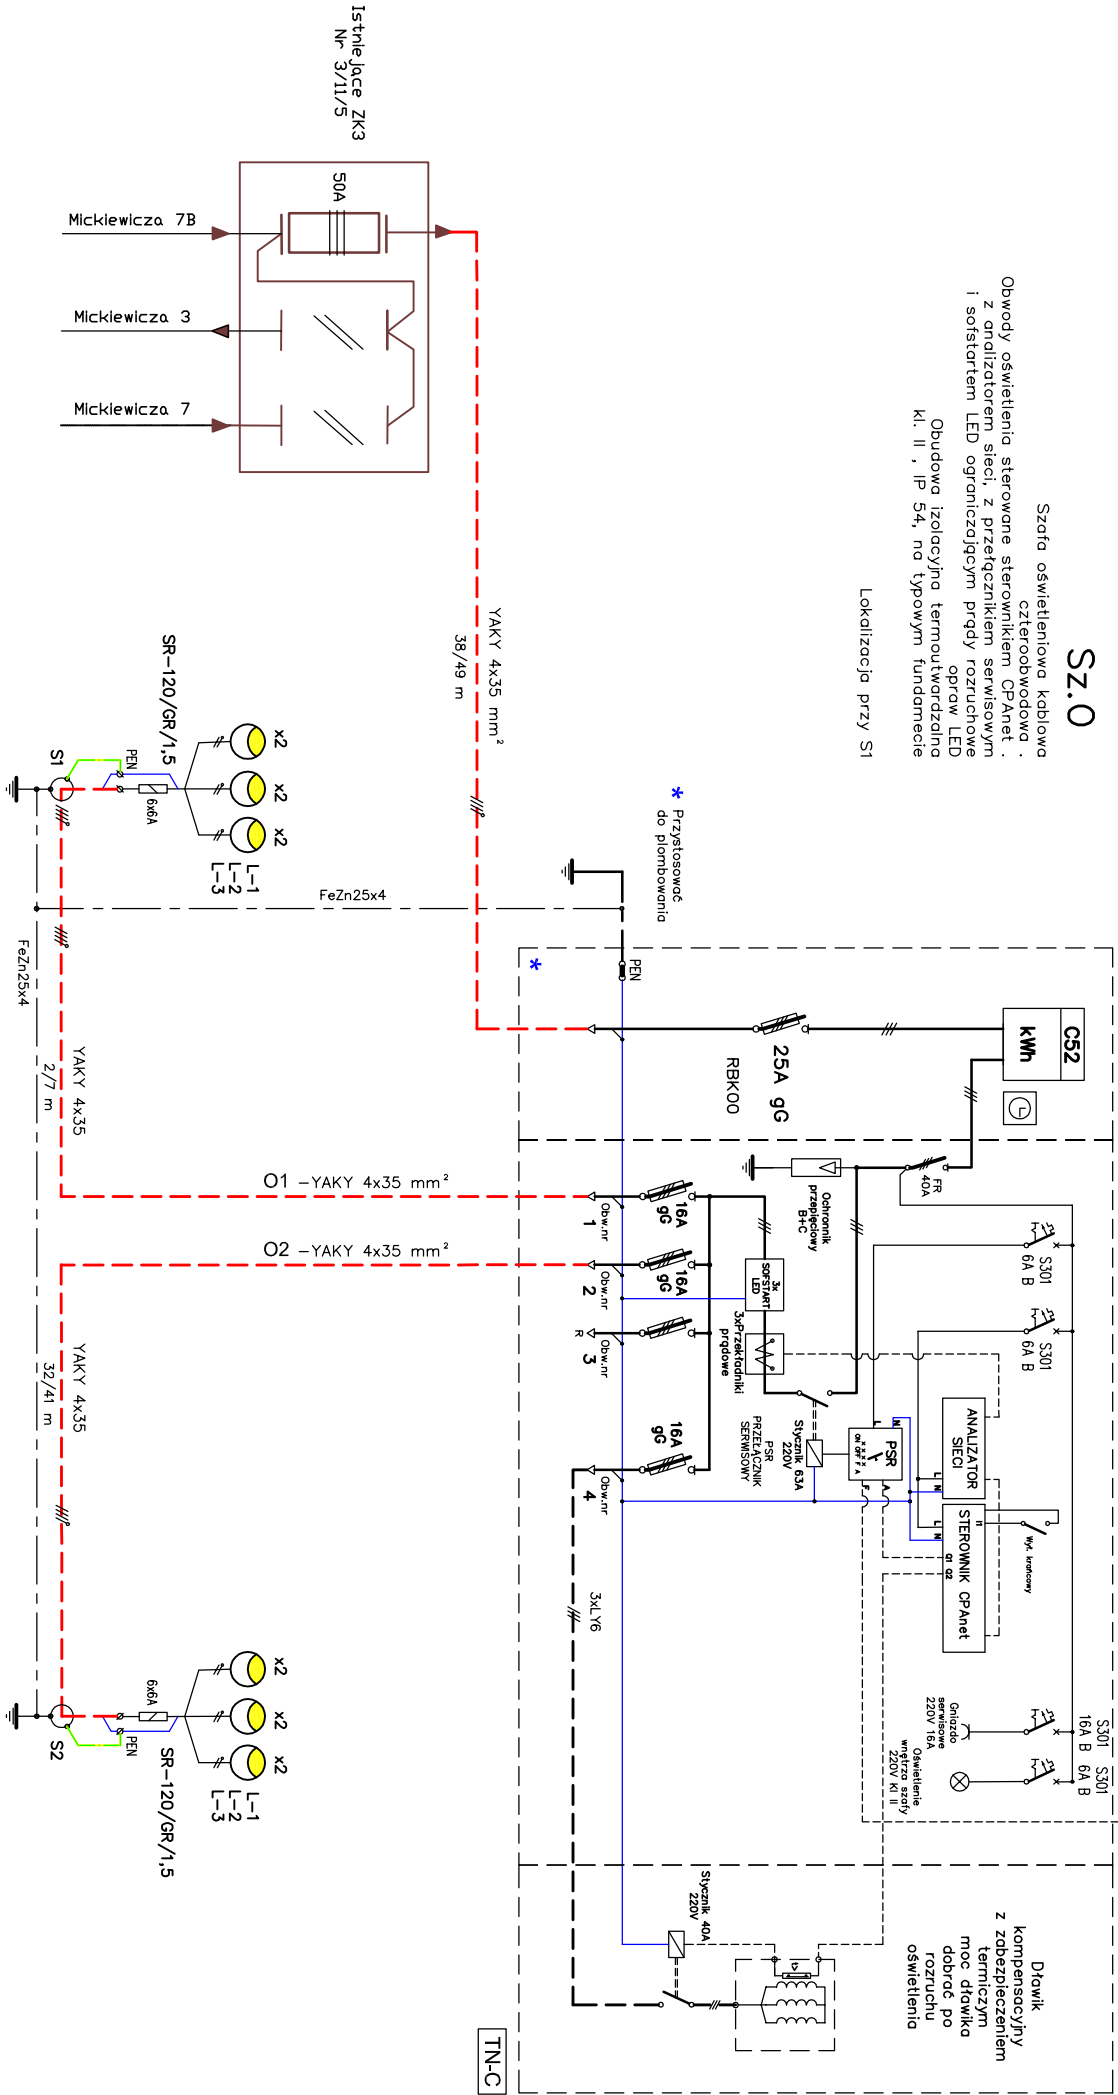 Sz.O
Szafa oświetleniowa kablowa
czteroobwodowa .
Obwody oświetlenia sterowane sterownikiem CPAnet .
z analizatorem sieci, z przełącznikiem serwisowym
i sofstartem LED ograniczającym prądy rozruchowe
opraw LED
Obudowa izolacyjna termoutwardzalna
kl. II , IP 54, na typowym fundamecie
Lokalizacja przy S1
Istniejące ZK3
Nr 3/11/5
50A
Mickiewicza 7B
Mickiewicza 3
Mickiewicza 7
YAKY 4x35 mm²
38/49 m
* Przystosować
do plombowania
*
PEN
C52
kWh
25A gG
RBK00
FR
40A
Ochronnik
przepięciowy
B+C
S301
6A B
S301
6A B
S301
16A B
S301
6A B
3x
SOFSTART
LED
3xPrzekładniki
prądowe
Stycznik 63A
220V
PSR
PRZEŁĄCZNIK
SERWISOWY
PSR
ON OFF F A
L
N
A
F
ANALIZATOR
SIECI
L
N
STEROWNIK CPAnet
L
N
I1
Q1 Q2
Wył. krańcowy
Gniazdo
serwisowe
220V 16A
Oświetlenie
wnętrza szafy
220V Kl II
16A
gG
Obw.nr
1
16A
gG
Obw.nr
2
Obw.nr
3
R
16A
gG
Obw.nr
4
3xLY6
Stycznik 40A
220V
Dławik
kompensacyjny
z zabezpieczeniem
termicznym
moc dławika
dobrać po
rozruchu
oświetlenia
TN-C
FeZn25x4
FeZn25x4
O1 –YAKY 4x35 mm²
O2 –YAKY 4x35 mm²
YAKY 4x35
2/7 m
YAKY 4x35
32/41 m
SR–120/GR/1,5
x2
x2
x2
L–1
L–2
L–3
6x6A
PEN
S1
SR–120/GR/1,5
x2
x2
x2
L–1
L–2
L–3
6x6A
PEN
S2